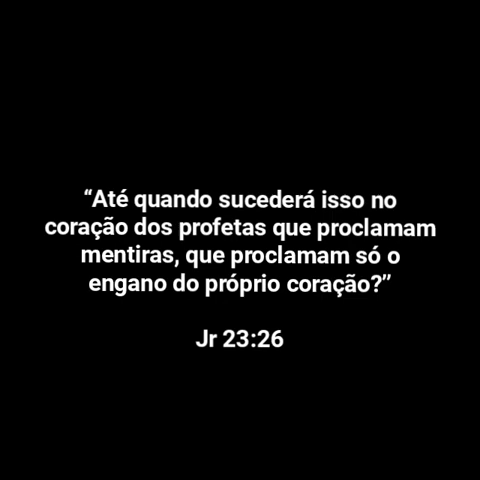 “Até quando sucederá isso no
coração dos profetas que proclamam
mentiras, que proclamam só o
engano do próprio coração?”
Jr 23:26